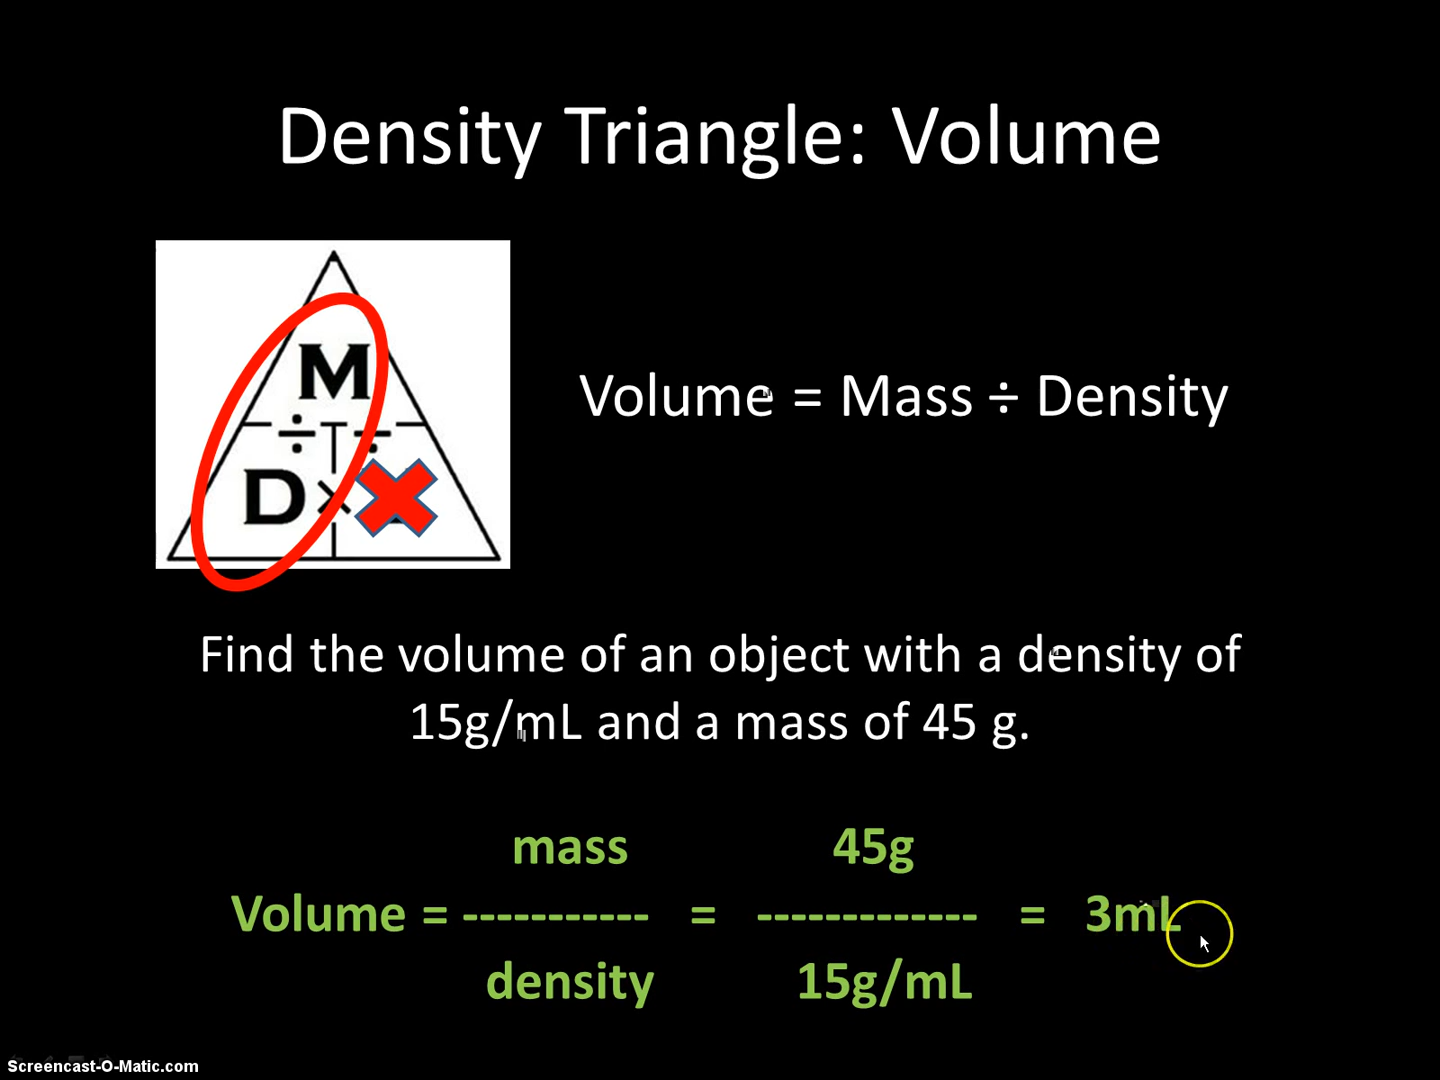 Density Triangle: Volume
M
÷ ÷
D ×
Volume = Mass ÷ Density
Find the volume of an object with a density of
15g/mL and a mass of 45 g.
mass 45g
Volume = ----------- = ------------- = 3mL
density 15g/mL
Screencast-O-Matic.com